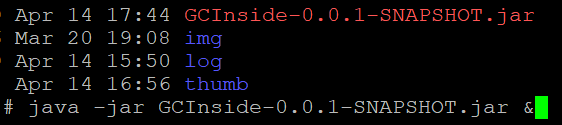 Apr 14 17:44 GCInside-0.0.1-SNAPSHOT.jar
Mar 20 19:08 img
Apr 14 15:50 log
Apr 14 16:56 thumb
# java -jar GCInside-0.0.1-SNAPSHOT.jar &